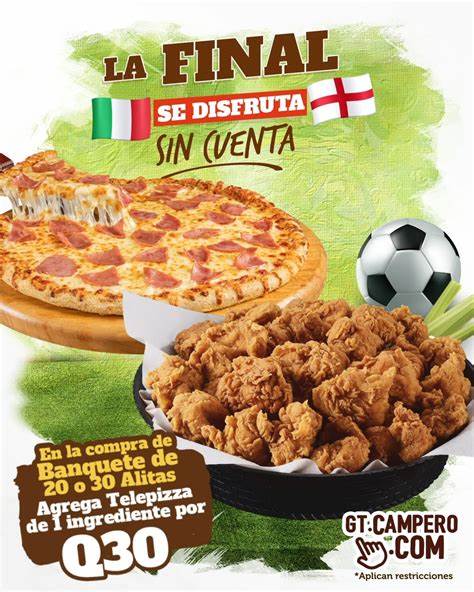 LA FINAL
SE DISFRUTA
SIN CUENTA
En la compra de
Banquete de
20 o 30 Alitas
Agrega Telepizza
de 1 ingrediente por
Q30
GT.CAMPERO
.COM
*Aplican restricciones